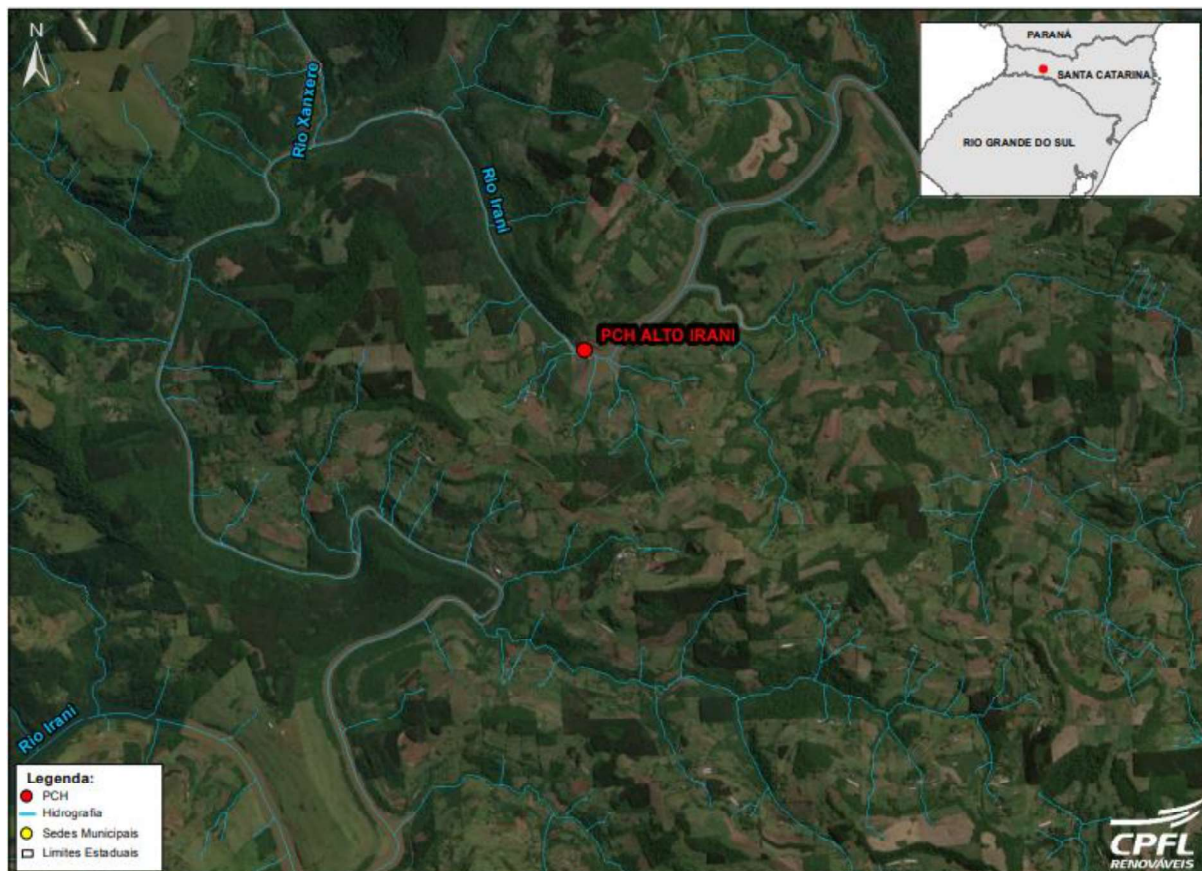 N
PARANÁ
SANTA CATARINA
RIO GRANDE DO SUL
Rio Xanxere
Rio Irani
PCH ALTO IRANI
Rio Irani
Legenda:
PCH
Hidrografia
Sedes Municipais
Limites Estaduais
CPFL
RENOVÁVEIS